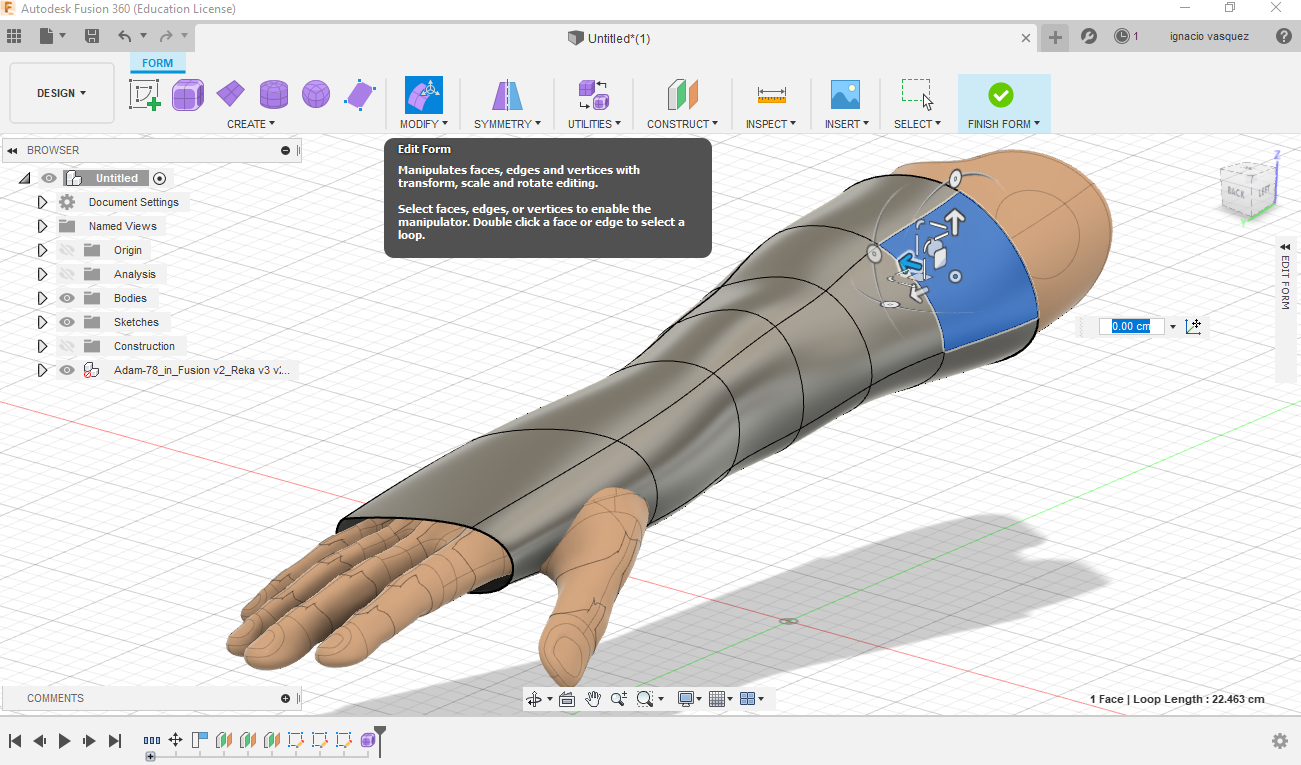 Autodesk Fusion 360 (Education License)
Untitled*(1)
1
ignacio vasquez
FORM
DESIGN
CREATE
MODIFY
SYMMETRY
UTILITIES
CONSTRUCT
INSPECT
INSERT
SELECT
FINISH FORM
BROWSER
Untitled
Document Settings
Named Views
Origin
Analysis
Bodies
Sketches
Construction
Adam-78_in_Fusion v2_Reka v3 v:...
Edit Form
Manipulates faces, edges and vertices with
transform, scale and rotate editing.
Select faces, edges, or vertices to enable the
manipulator. Double click a face or edge to select a
loop.
Z
BACK
LEFT
Y
EDIT FORM
0.00 cm
COMMENTS
1 Face | Loop Length : 22.463 cm